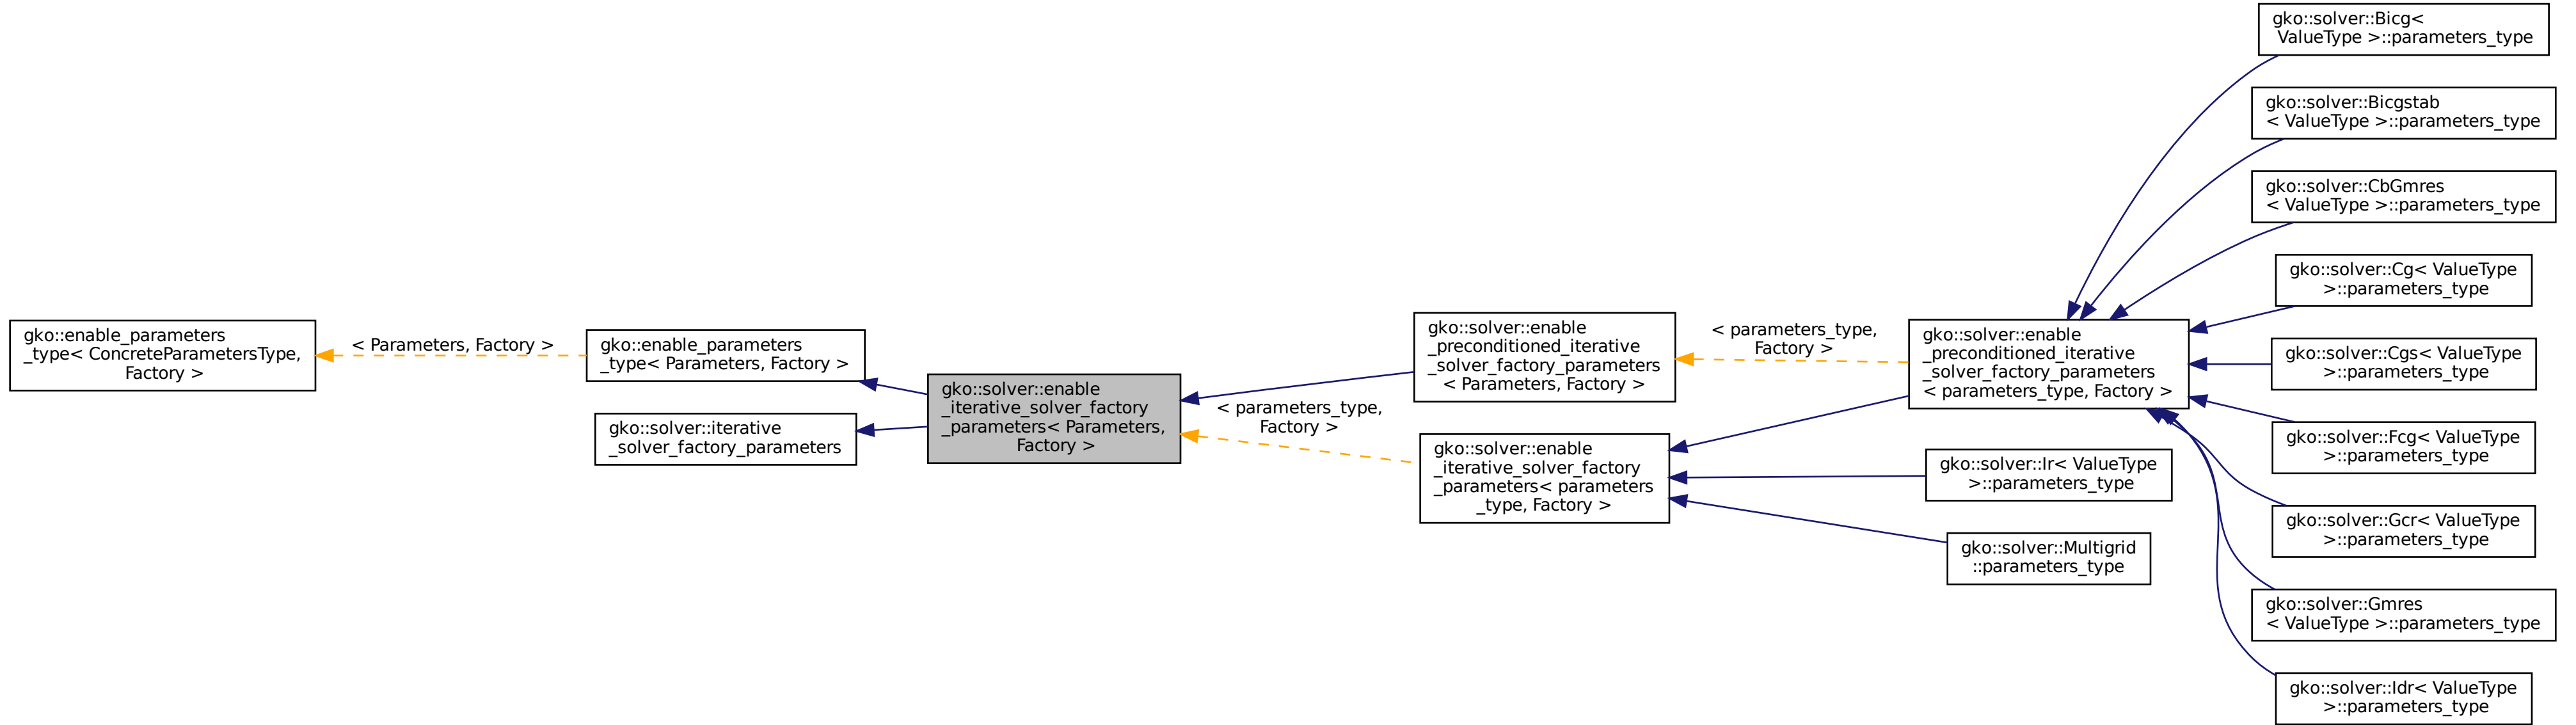 gko::enable_parameters
_type< ConcreteParametersType,
Factory >
< Parameters, Factory >
gko::enable_parameters
_type< Parameters, Factory >
gko::solver::iterative
_solver_factory_parameters
gko::solver::enable
_iterative_solver_factory
_parameters< Parameters,
Factory >
< parameters_type,
Factory >
gko::solver::enable
_preconditioned_iterative
_solver_factory_parameters
< Parameters, Factory >
gko::solver::enable
_iterative_solver_factory
_parameters< parameters
_type, Factory >
< parameters_type,
Factory >
gko::solver::enable
_preconditioned_iterative
_solver_factory_parameters
< parameters_type, Factory >
gko::solver::Ir< ValueType
>::parameters_type
gko::solver::Multigrid
::parameters_type
gko::solver::Bicg<
ValueType >::parameters_type
gko::solver::Bicgstab
< ValueType >::parameters_type
gko::solver::CbGmres
< ValueType >::parameters_type
gko::solver::Cg< ValueType
>::parameters_type
gko::solver::Cgs< ValueType
>::parameters_type
gko::solver::Fcg< ValueType
>::parameters_type
gko::solver::Gcr< ValueType
>::parameters_type
gko::solver::Gmres
< ValueType >::parameters_type
gko::solver::Idr< ValueType
>::parameters_type